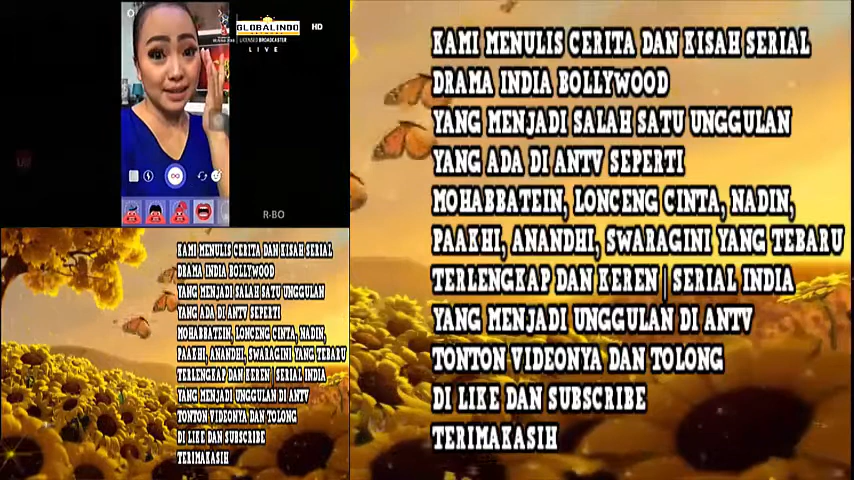 GLOBALINDO
LICENSED BROADCASTER
LIVE
HD
R-BO
KAMI MENULIS CERITA DAN KISAH SERIAL
DRAMA INDIA BOLLYWOOD
YANG MENJADI SALAH SATU UNGGULAN
YANG ADA DI ANTV SEPERTI
MOHABBATEIN, LONCENG CINTA, NADIN,
PAAKHI, ANANDHI, SWARAGINI YANG TEBARU
TERLENGKAP DAN KEREN | SERIAL INDIA
YANG MENJADI UNGGULAN DI ANTV
TONTON VIDEONYA DAN TOLONG
DI LIKE DAN SUBSCRIBE
TERIMAKASIH
KAMI MENULIS CERITA DAN KISAH SERIAL
DRAMA INDIA BOLLYWOOD
YANG MENJADI SALAH SATU UNGGULAN
YANG ADA DI ANTV SEPERTI
MOHABBATEIN, LONCENG CINTA, NADIN,
PAAKHI, ANANDHI, SWARAGINI YANG TEBARU
TERLENGKAP DAN KEREN | SERIAL INDIA
YANG MENJADI UNGGULAN DI ANTV
TONTON VIDEONYA DAN TOLONG
DI LIKE DAN SUBSCRIBE
TERIMAKASIH